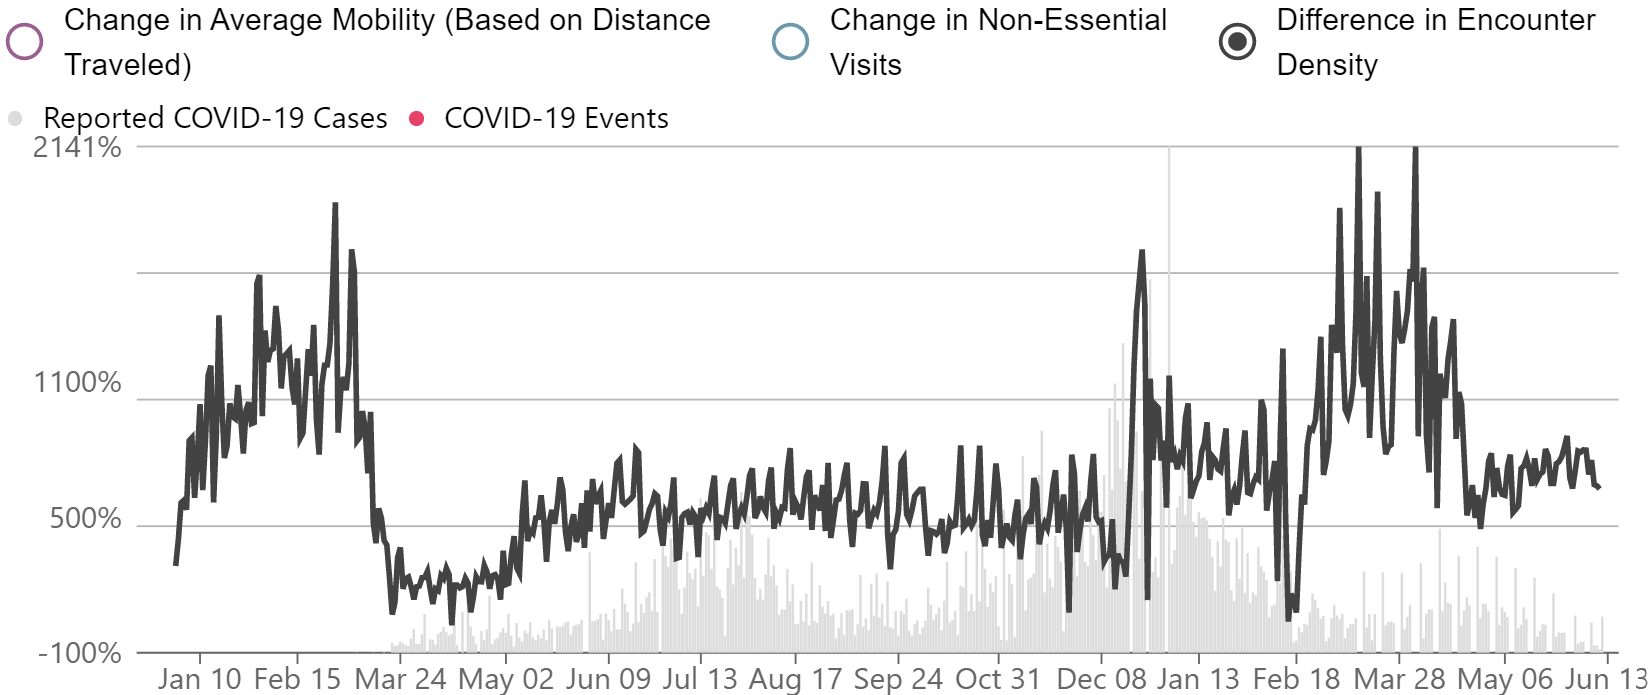 Change in Average Mobility (Based on Distance Traveled)
Change in Non-Essential Visits
Difference in Encounter Density
Reported COVID-19 Cases
COVID-19 Events
2141%
1100%
500%
-100%
Jan 10 Feb 15 Mar 24 May 02 Jun 09 Jul 13 Aug 17 Sep 24 Oct 31 Dec 08 Jan 13 Feb 18 Mar 28 May 06 Jun 13